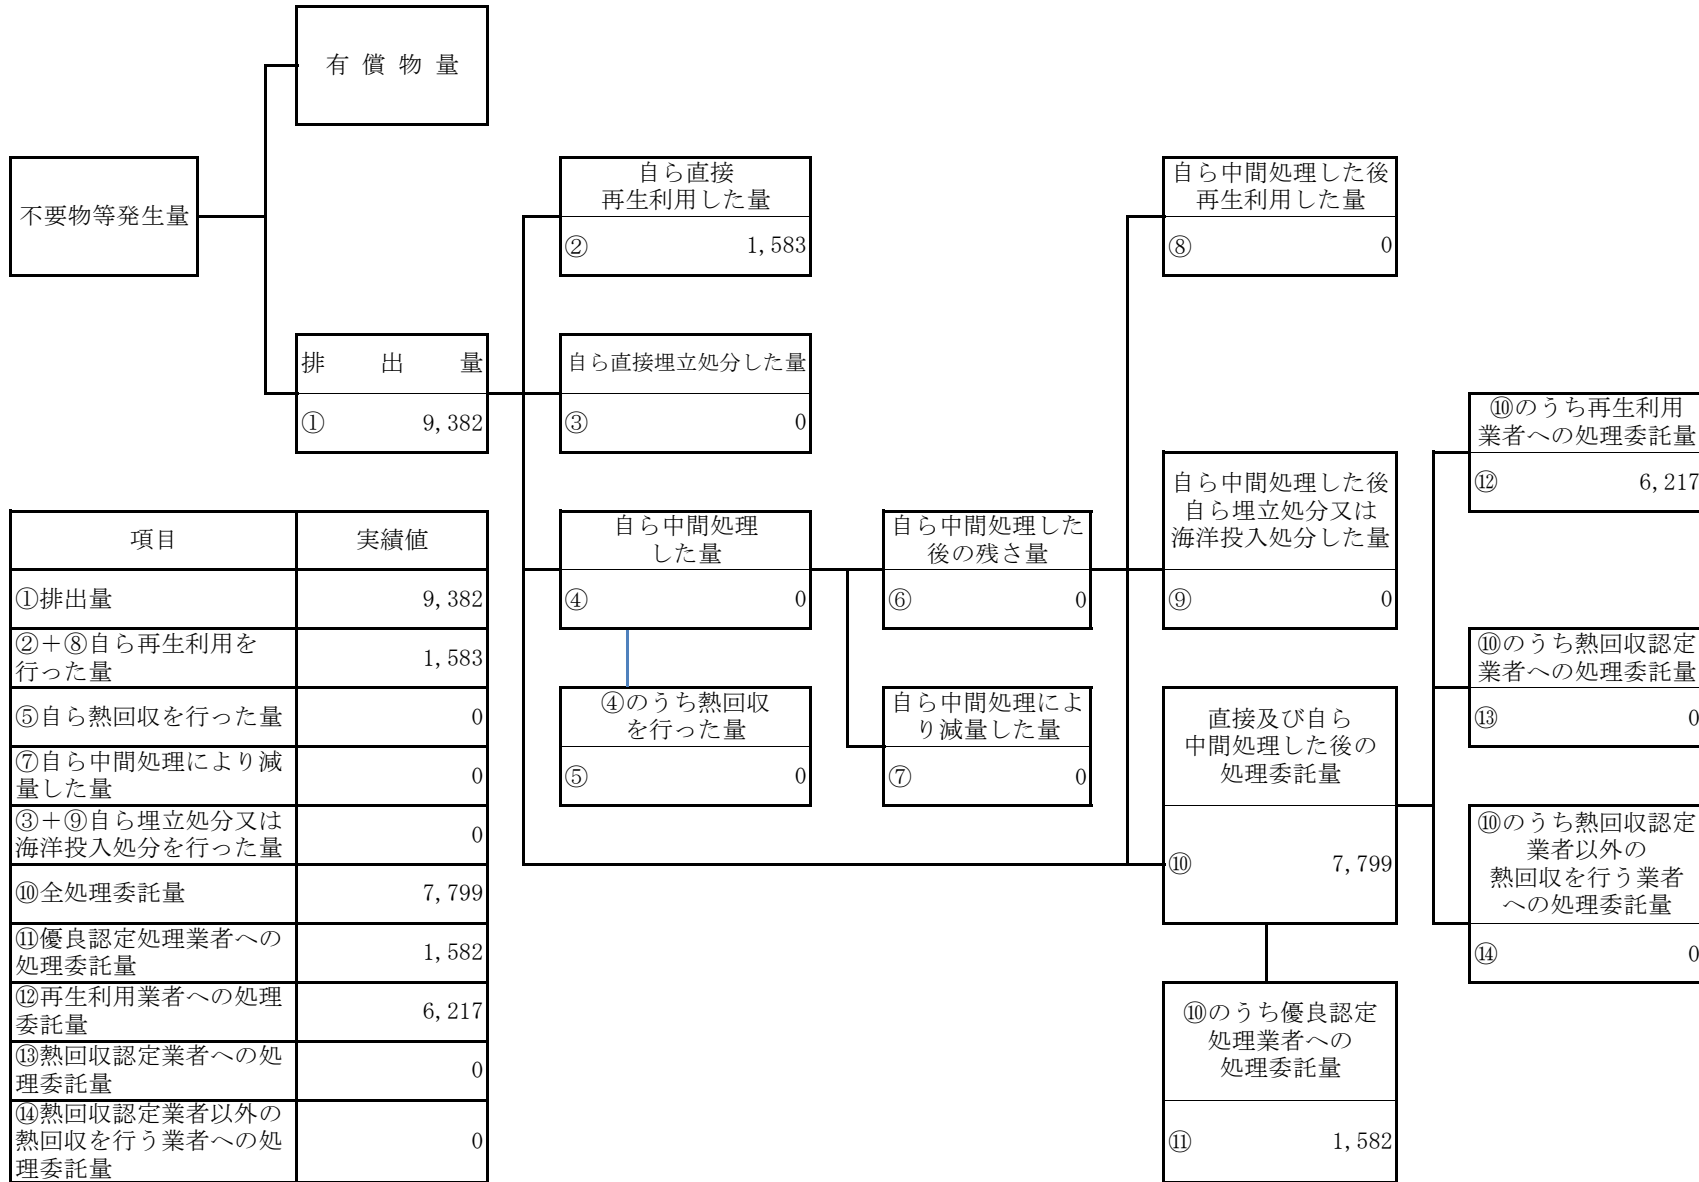 有償物量
不要物等発生量
排出量
① 9,382
自ら直接
再生利用した量
② 1,583
自ら直接埋立処分した量
③ 0
自ら中間処理
した量
④ 0
④のうち熱回収
を行った量
⑤ 0
自ら中間処理した
後の残さ量
⑥ 0
自ら中間処理によ
り減量した量
⑦ 0
自ら中間処理した後
再生利用した量
⑧ 0
自ら中間処理した後
自ら埋立処分又は
海洋投入処分した量
⑨ 0
直接及び自ら
中間処理した後の
処理委託量
⑩ 7,799
⑩のうち優良認定
処理業者への
処理委託量
⑪ 1,582
⑩のうち再生利用
業者への処理委託量
⑫ 6,217
⑩のうち熱回収認定
業者への処理委託量
⑬ 0
⑩のうち熱回収認定
業者以外の
熱回収を行う業者
への処理委託量
⑭ 0
項目 実績値
①排出量 9,382
②+⑧自ら再生利用を
行った量 1,583
⑤自ら熱回収を行った量 0
⑦自ら中間処理により減
量した量 0
③+⑨自ら埋立処分又は
海洋投入処分を行った量 0
⑩全処理委託量 7,799
⑪優良認定処理業者への
処理委託量 1,582
⑫再生利用業者への処理
委託量 6,217
⑬熱回収認定業者への処
理委託量 0
⑭熱回収認定業者以外の
熱回収を行う業者への処
理委託量 0